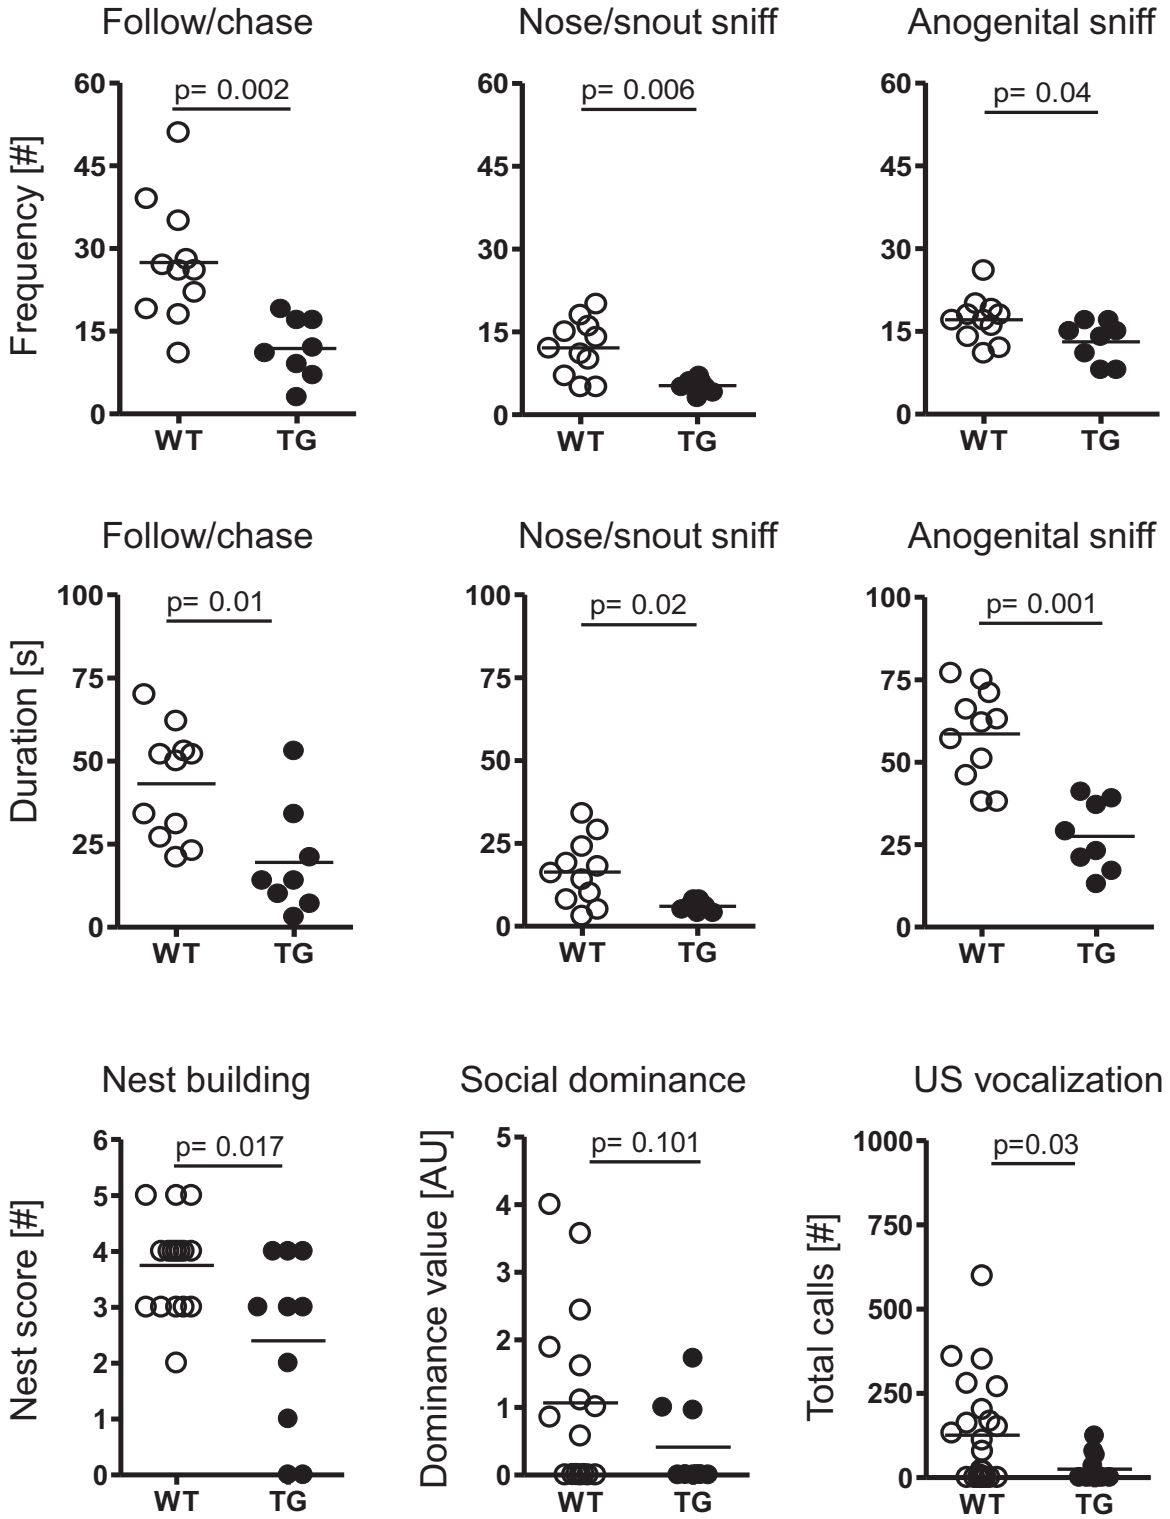 Follow/chase
Nose/snout sniff
Anogenital sniff
Frequency [#]
60
45
30
15
0
p= 0.002
WT
TG
60
45
30
15
0
p= 0.006
WT
TG
60
45
30
15
0
p= 0.04
WT
TG
Follow/chase
Nose/snout sniff
Anogenital sniff
Duration [s]
100
75
50
25
0
p= 0.01
WT
TG
100
75
50
25
0
p= 0.02
WT
TG
100
75
50
25
0
p= 0.001
WT
TG
Nest building
Social dominance
US vocalization
Nest score [#]
6
5
4
3
2
1
0
p= 0.017
WT
TG
Dominance value [AU]
5
4
3
2
1
0
p= 0.101
WT
TG
Total calls [#]
1000
750
500
250
0
p=0.03
WT
TG